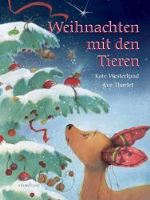 Weihnachten
mit den
Tieren
Kate Westerlund
Eve Tharlet